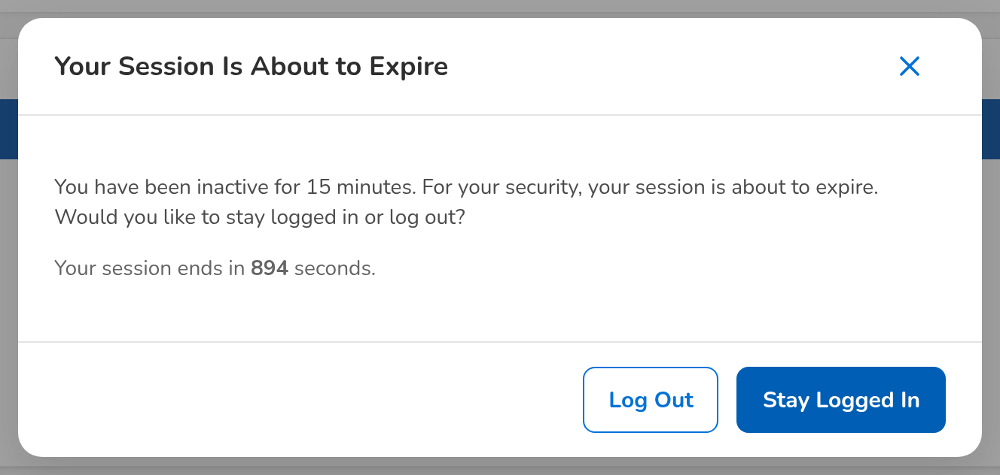 Your Session Is About to Expire
You have been inactive for 15 minutes. For your security, your session is about to expire.
Would you like to stay logged in or log out?
Your session ends in 894 seconds.
Log Out
Stay Logged In